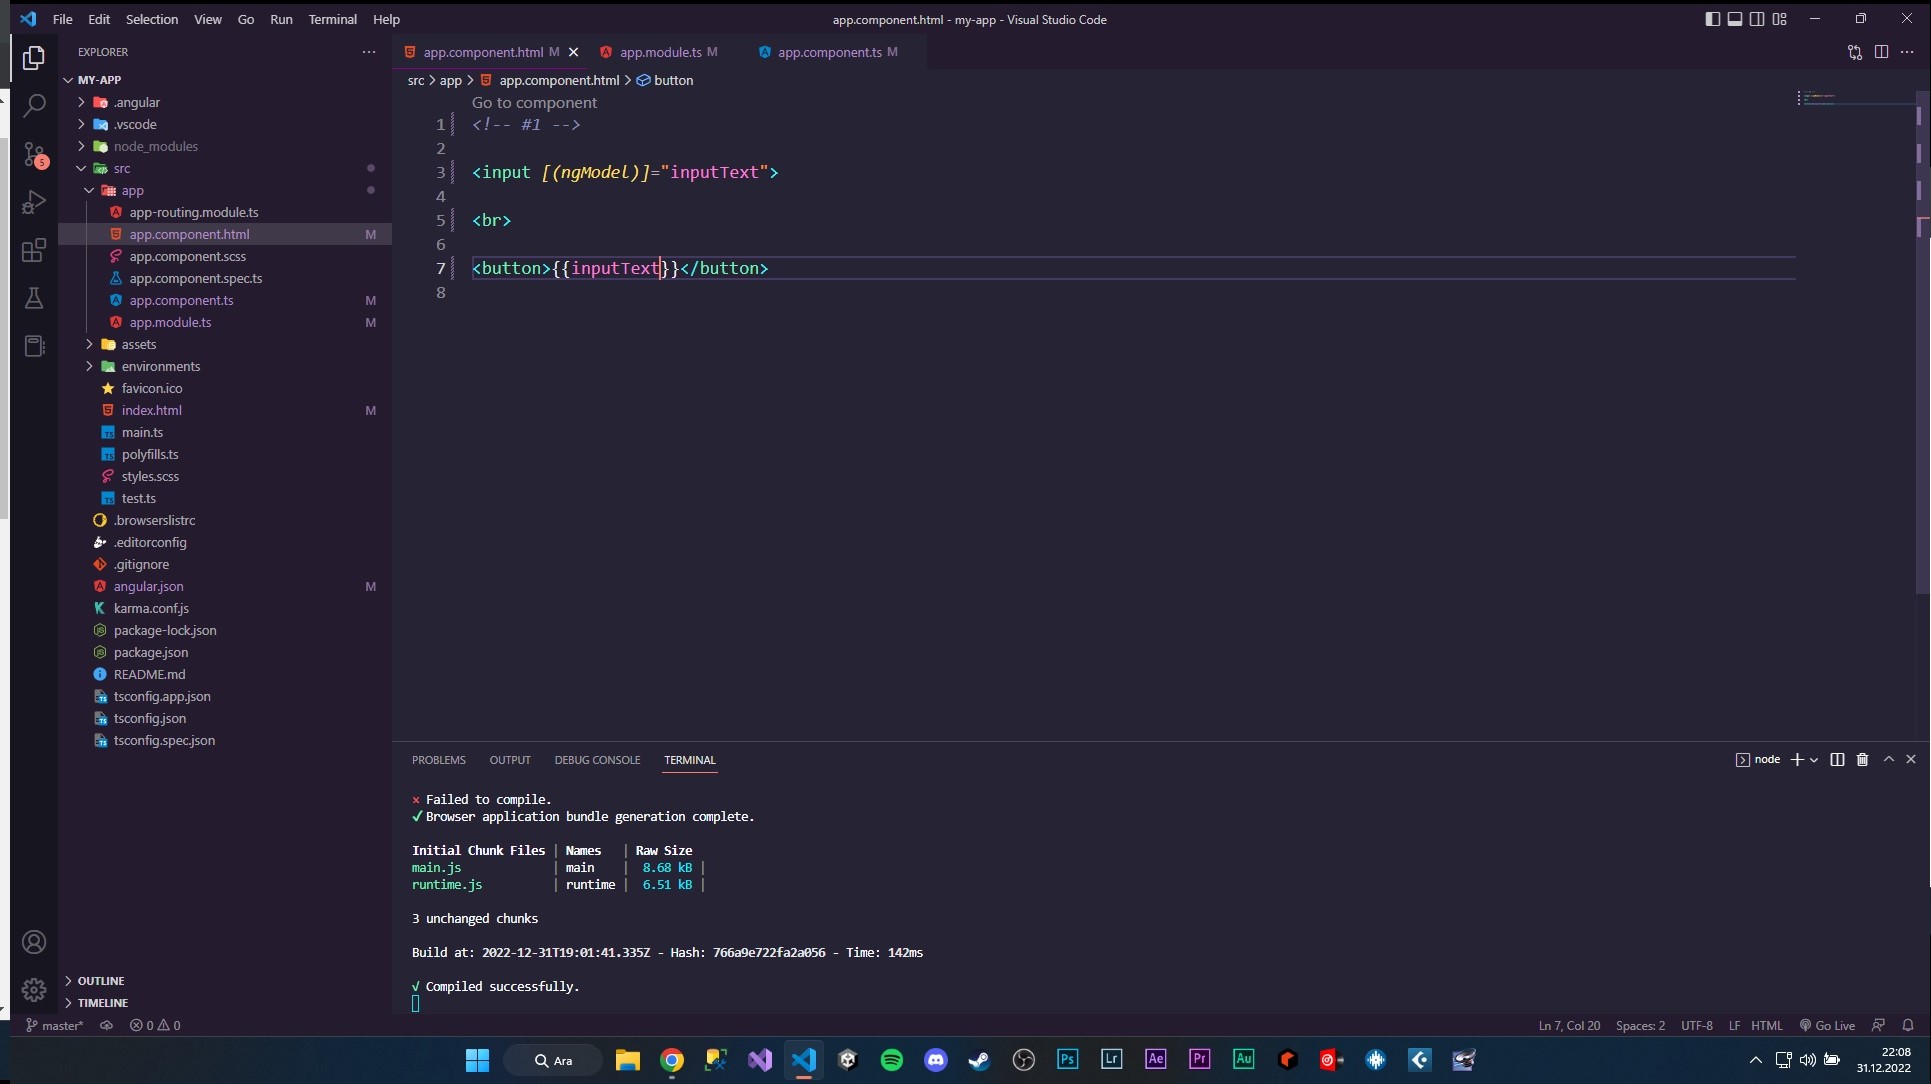 File Edit Selection View Go Run Terminal Help
app.component.html - my-app - Visual Studio Code
EXPLORER
MY-APP
.angular
.vscode
node_modules
src
app
app-routing.module.ts
app.component.html M
app.component.scss
app.component.spec.ts
app.component.ts M
app.module.ts M
assets
environments
favicon.ico
index.html M
main.ts
polyfills.ts
styles.scss
test.ts
.browserslistrc
.editorconfig
.gitignore
angular.json M
karma.conf.js
package-lock.json
package.json
README.md
tsconfig.app.json
tsconfig.json
tsconfig.spec.json
OUTLINE
TIMELINE
5
app.component.html M app.module.ts M app.component.ts M
src > app > app.component.html > button
Go to component
1 <!-- #1 -->
2
3 <input [(ngModel)]="inputText">
4
5 <br>
6
7 <button>{{inputText}}</button>
8
PROBLEMS OUTPUT DEBUG CONSOLE TERMINAL
node
× Failed to compile.
✓ Browser application bundle generation complete.
Initial Chunk Files | Names | Raw Size
main.js | main | 8.68 kB |
runtime.js | runtime | 6.51 kB |
3 unchanged chunks
Build at: 2022-12-31T19:01:41.335Z - Hash: 766a9e722fa2a056 - Time: 142ms
√ Compiled successfully.
master* 0 0
Ln 7, Col 20 Spaces: 2 UTF-8 LF HTML Go Live
Ara
Ps Lr Ae Pr Au
22:08
31.12.2022